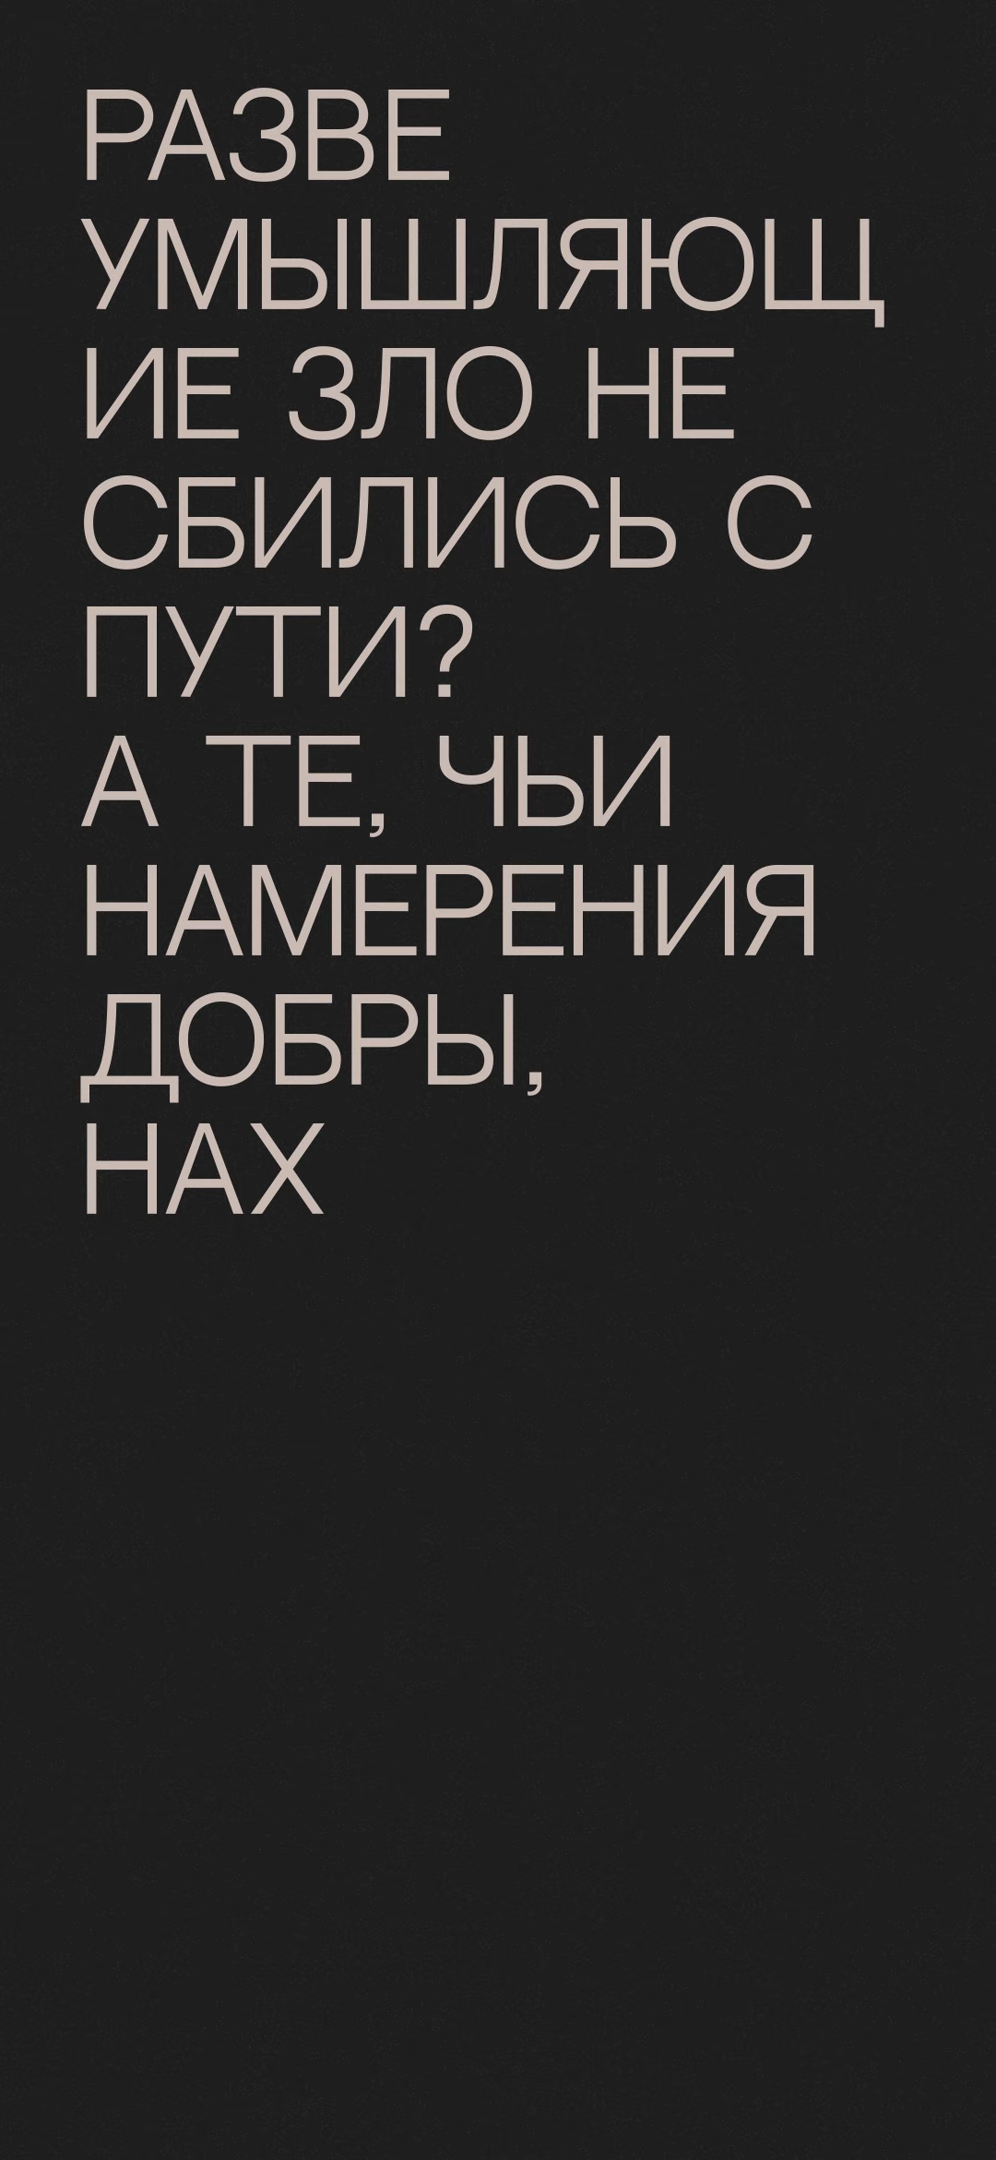 РАЗВЕ
УМЫШЛЯЮЩ
ИЕ ЗЛО НЕ
СБИЛИСЬ С
ПУТИ?
А ТЕ, ЧЬИ
НАМЕРЕНИЯ
ДОБРЫ,
НАХ